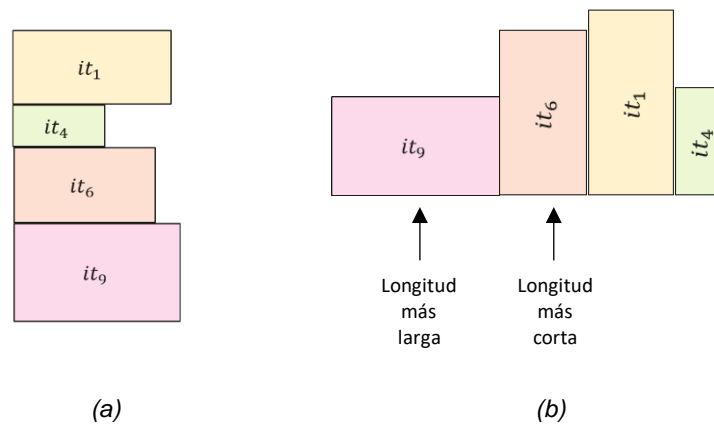 it₁
it₄
it₆
it₉
it₉
it₆
it₁
it₄
Longitud
más
larga
Longitud
más
corta
(a)
(b)